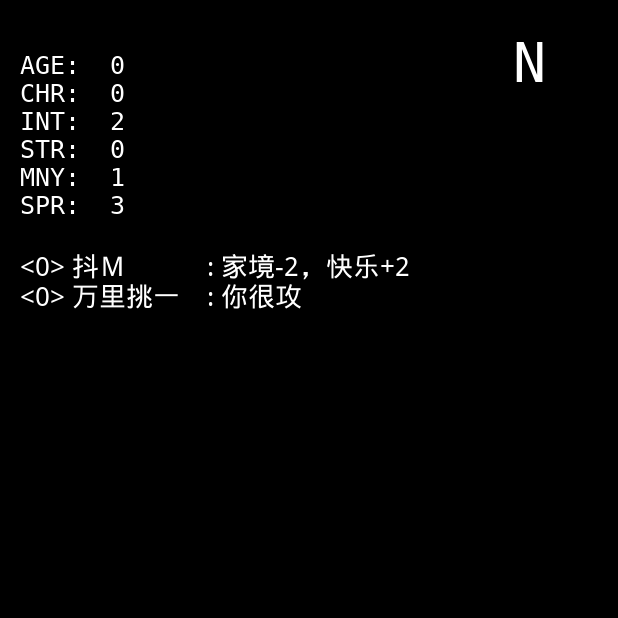 N
AGE: 0
CHR: 0
INT: 2
STR: 0
MNY: 1
SPR: 3
<0> 抖M : 家境-2，快乐+2
<0> 万里挑一 : 你很攻